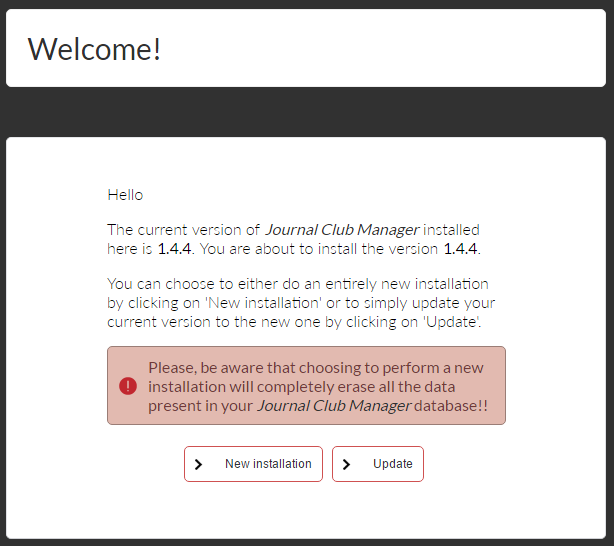 Welcome!
Hello
The current version of Journal Club Manager installed
here is 1.4.4. You are about to install the version 1.4.4.
You can choose to either do an entirely new installation
by clicking on 'New installation' or to simply update your
current version to the new one by clicking on 'Update'.
Please, be aware that choosing to perform a new
installation will completely erase all the data
present in your Journal Club Manager database!!
New installation Update